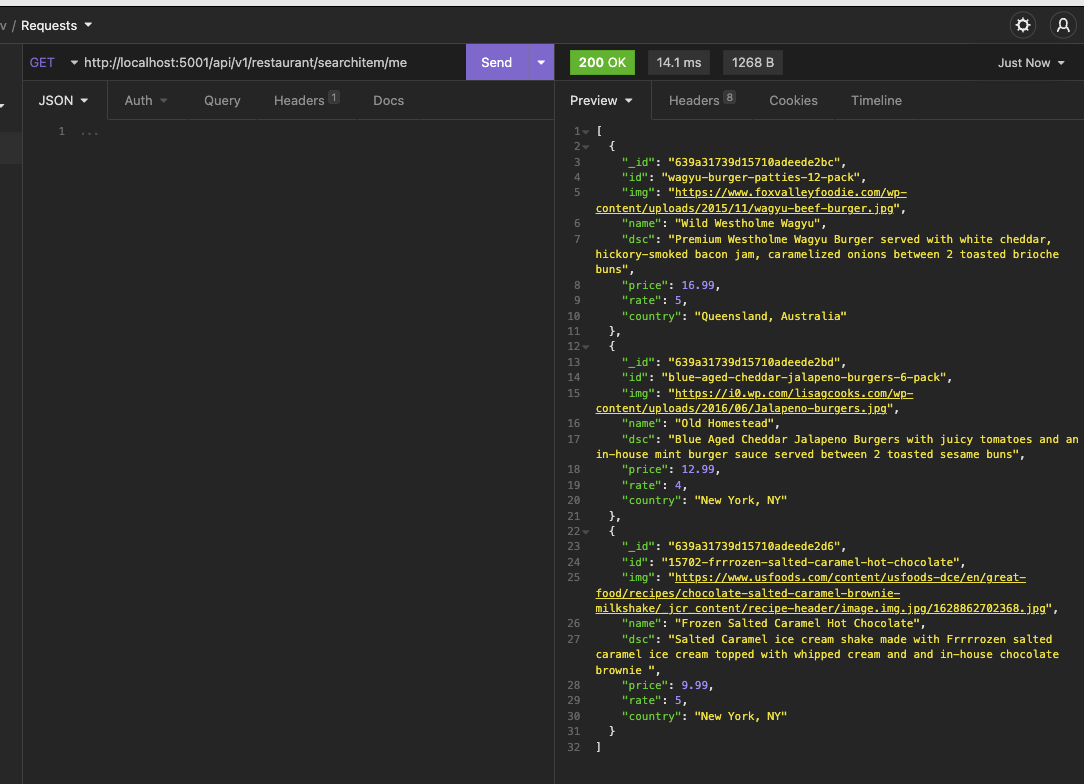 v / Requests
GET http://localhost:5001/api/v1/restaurant/searchitem/me Send 200 OK 14.1 ms 1268 B Just Now
JSON Auth Query Headers 1 Docs Preview Headers 8 Cookies Timeline
1 ...
1 [
2 {
3 "_id": "639a31739d15710adeede2bc",
4 "id": "wagyu-burger-patties-12-pack",
5 "img": "https://www.foxvalleyfoodie.com/wp-
content/uploads/2015/11/wagyu-beef-burger.jpg",
6 "name": "Wild Westholme Wagyu",
7 "dsc": "Premium Westholme Wagyu Burger served with white cheddar,
hickory-smoked bacon jam, caramelized onions between 2 toasted brioche
buns",
8 "price": 16.99,
9 "rate": 5,
10 "country": "Queensland, Australia"
11 },
12 {
13 "_id": "639a31739d15710adeede2bd",
14 "id": "blue-aged-cheddar-jalapeno-burgers-6-pack",
15 "img": "https://i0.wp.com/lisagcooks.com/wp-
content/uploads/2016/06/Jalapeno-burgers.jpg",
16 "name": "Old Homestead",
17 "dsc": "Blue Aged Cheddar Jalapeno Burgers with juicy tomatoes and an
in-house mint burger sauce served between 2 toasted sesame buns",
18 "price": 12.99,
19 "rate": 4,
20 "country": "New York, NY"
21 },
22 {
23 "_id": "639a31739d15710adeede2d6",
24 "id": "15702-frrrozen-salted-caramel-hot-chocolate",
25 "img": "https://www.usfoods.com/content/usfoods-dce/en/great-
food/recipes/chocolate-salted-caramel-brownie-
milkshake/_jcr_content/recipe-header/image.img.jpg/1628862702368.jpg",
26 "name": "Frozen Salted Caramel Hot Chocolate",
27 "dsc": "Salted Caramel ice cream shake made with Frrrrozen salted
caramel ice cream topped with whipped cream and and in-house chocolate
brownie ",
28 "price": 9.99,
29 "rate": 5,
30 "country": "New York, NY"
31 }
32 ]